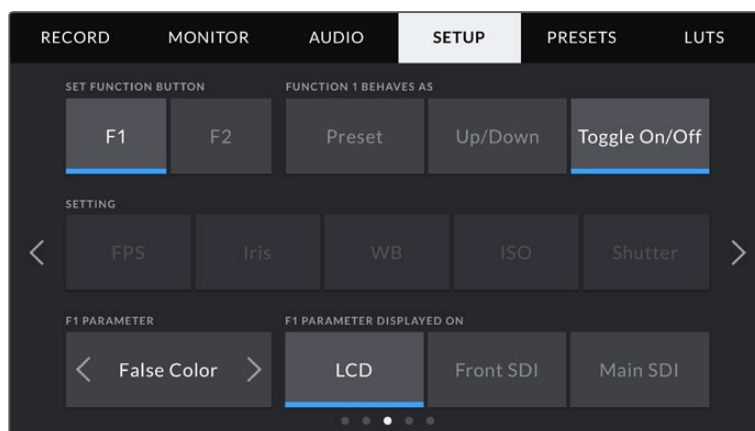 RECORD MONITOR AUDIO SETUP PRESETS LUTS
SET FUNCTION BUTTON FUNCTION 1 BEHAVES AS
F1 F2 Preset Up/Down Toggle On/Off
SETTING
FPS Iris WB ISO Shutter
F1 PARAMETER F1 PARAMETER DISPLAYED ON
False Color LCD Front SDI Main SDI